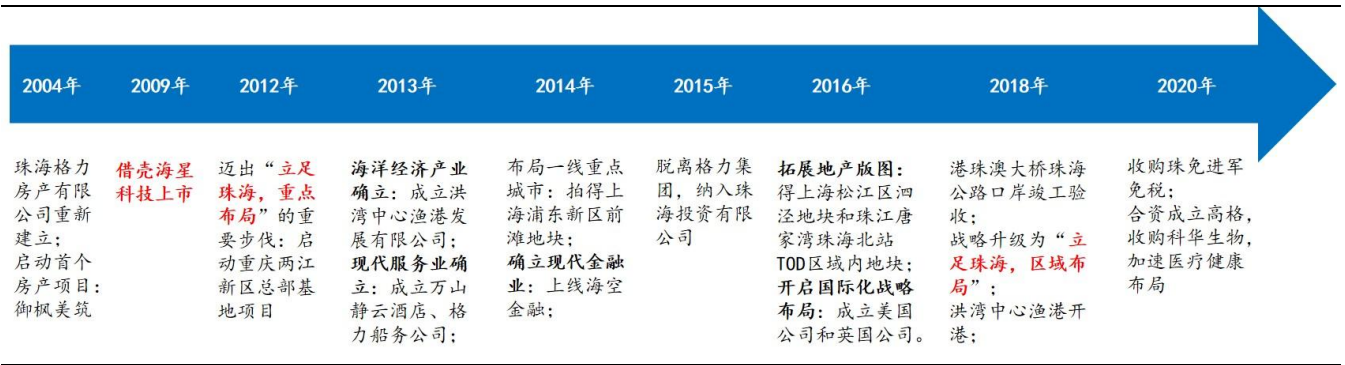 2004年
2009年
2012年
2013年
2014年
2015年
2016年
2018年
2020年
珠海格力
房产有限
公司重新
建立；
启动首个
房产项目：
御枫美筑
借壳海星
科技上市
迈出“立足
珠海，重点
布局”的重
要步伐：启
动重庆两江
新区总部基
地项目
海洋经济产业
确立：成立洪
湾中心渔港发
展有限公司；
现代服务业确
立：成立万山
静云酒店、格
力船务公司；
布局一线重点
城市：拍得上
海浦东新区前
滩地块；
确立现代金融
业：上线海空
金融；
脱离格力集
团，纳入珠
海投资有限
公司
拓展地产版图：
得上海松江区泗
泾地块和珠江唐
家湾珠海北站
TOD区域内地块；
开启国际化战略
布局：成立美国
公司和英国公司。
港珠澳大桥珠海
公路口岸竣工验
收；
战略升级为“立
足珠海，区域布
局”；
洪湾中心渔港开
港；
收购珠免进军
免税；
合资成立高格，
收购科华生物，
加速医疗健康
布局